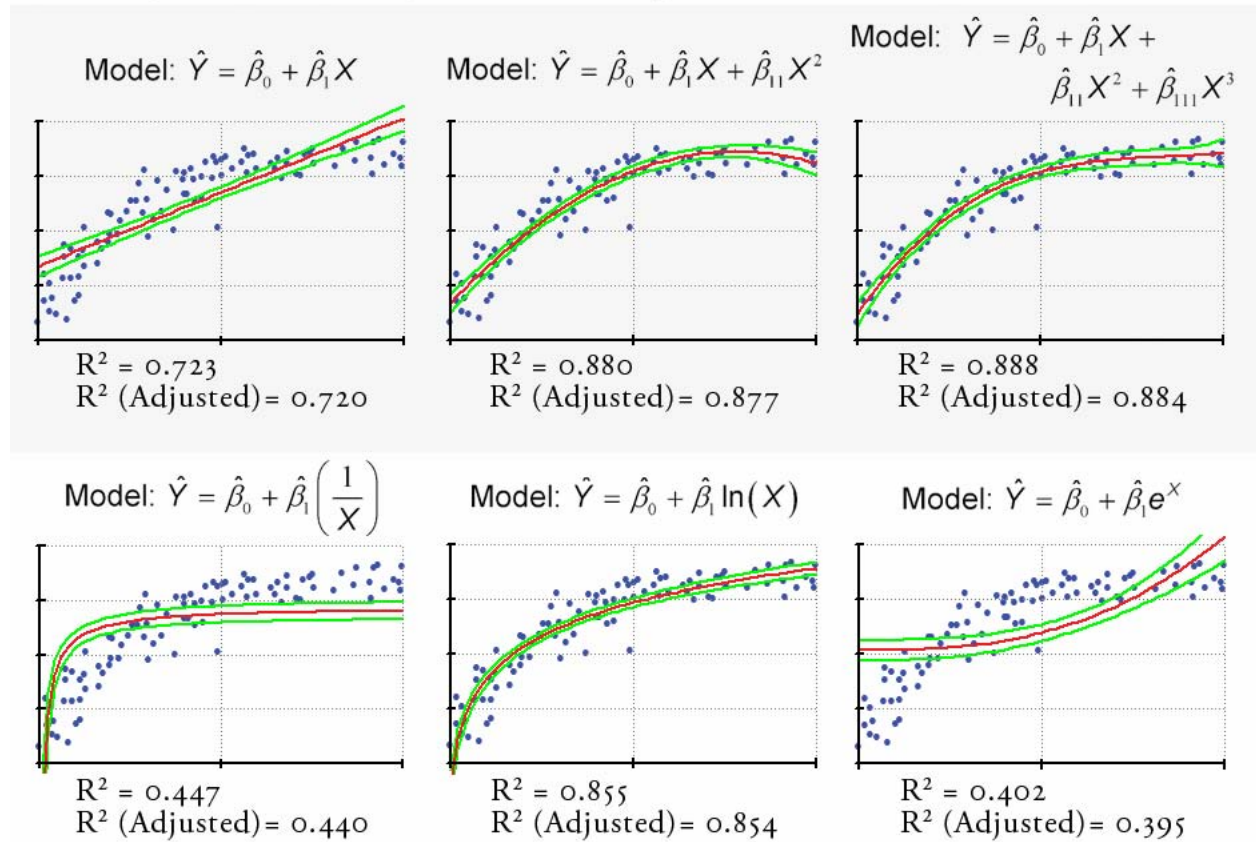 Model: Ŷ = β̂₀ + β̂₁X
Model: Ŷ = β̂₀ + β̂₁X + β̂₁₁X²
Model: Ŷ = β̂₀ + β̂₁X +
β̂₁₁X² + β̂₁₁₁X³
R² = 0.723
R² (Adjusted) = 0.720
R² = 0.880
R² (Adjusted) = 0.877
R² = 0.888
R² (Adjusted) = 0.884
Model: Ŷ = β̂₀ + β̂₁(1/X)
Model: Ŷ = β̂₀ + β̂₁ ln(X)
Model: Ŷ = β̂₀ + β̂₁eˣ
R² = 0.447
R² (Adjusted) = 0.440
R² = 0.855
R² (Adjusted) = 0.854
R² = 0.402
R² (Adjusted) = 0.395